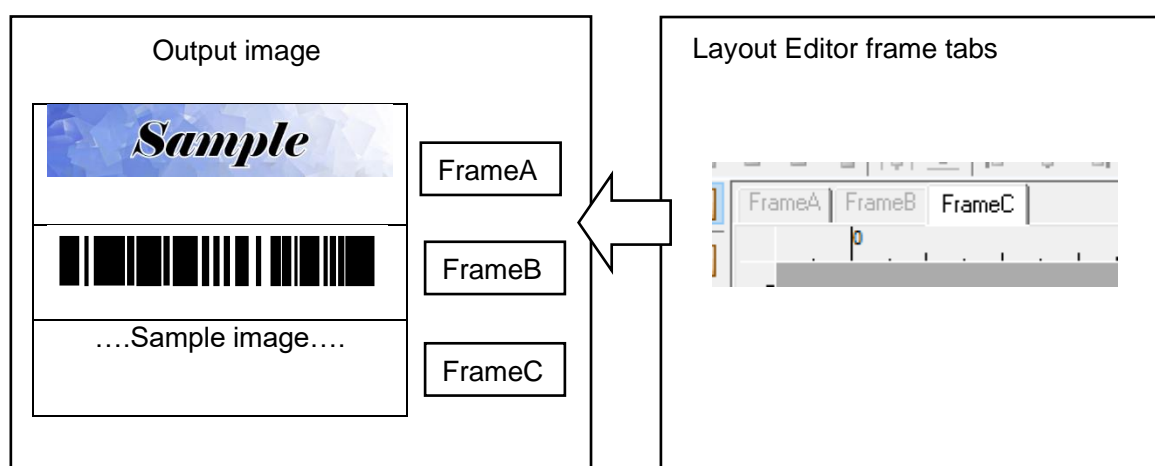 Output image
Sample
FrameA
FrameB
....Sample image....
FrameC
Layout Editor frame tabs
FrameA FrameB FrameC
0